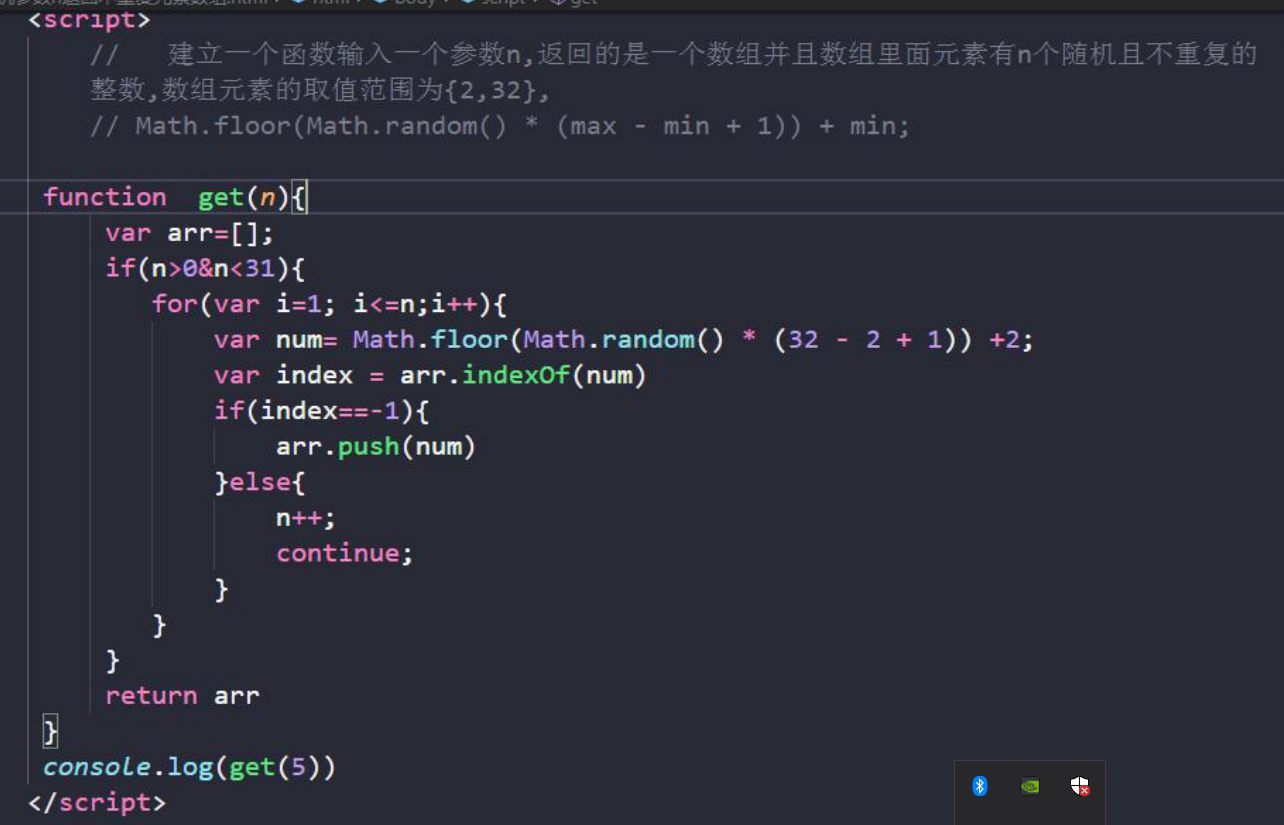 <script>
//   建立一个函数输入一个参数n,返回的是一个数组并且数组里面元素有n个随机且不重复的
整数,数组元素的取值范围为{2,32},
// Math.floor(Math.random() * (max - min + 1)) + min;
function  get(n){
var arr=[];
if(n>0&n<31){
for(var i=1; i<=n;i++){
var num= Math.floor(Math.random() * (32 - 2 + 1)) +2;
var index = arr.indexOf(num)
if(index==-1){
arr.push(num)
}else{
n++;
continue;
}
}
}
return arr
}
console.log(get(5))
</script>